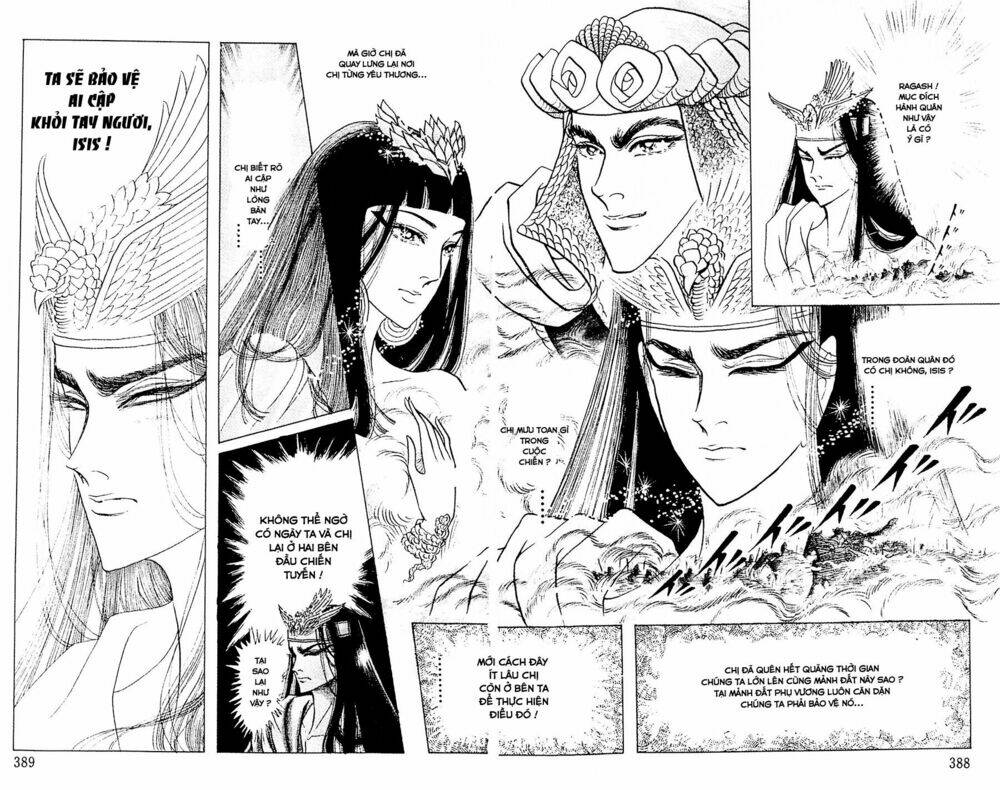 RAGASH !
MỤC ĐÍCH
HÀNH QUÂN
NHƯ VẬY
LÀ CÓ
Ý GÌ ?
TRONG ĐOÀN QUÂN ĐÓ
CÓ CHỊ KHÔNG, ISIS ?
CHỊ MƯU TOAN GÌ
TRONG
CUỘC
CHIẾN ?
CHỊ ĐÃ QUÊN HẾT QUÃNG THỜI GIAN
CHÚNG TA LỚN LÊN CÙNG MẢNH ĐẤT NÀY SAO ?
TẠI MẢNH ĐẤT PHỤ VƯƠNG LUÔN CĂN DẶN
CHÚNG TA PHẢI BẢO VỆ NÓ...
MỚI CÁCH ĐÂY
ÍT LÂU CHỊ
CÒN Ở BÊN TA
ĐỂ THỰC HIỆN
ĐIỀU ĐÓ !
388
MÀ GIỜ CHỊ ĐÃ
QUAY LƯNG LẠI NƠI
CHỊ TỪNG YÊU THƯƠNG...
CHỊ BIẾT RÕ
AI CẬP
NHƯ
LÒNG
BÀN
TAY...
KHÔNG THỂ NGỜ
CÓ NGÀY TA VÀ CHỊ
LẠI Ở HAI BÊN
ĐẦU CHIẾN
TUYẾN !
TẠI
SAO
LẠI
NHƯ
VẬY ?
TA SẼ BẢO VỆ
AI CẬP
KHỎI TAY NGƯƠI,
ISIS !
389